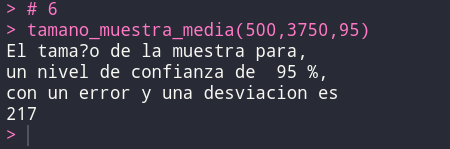 > # 6
> tamano_muestra_media(500,3750,95)
El tama?o de la muestra para,
un nivel de confianza de  95 %,
con un error y una desviacion es
217
>